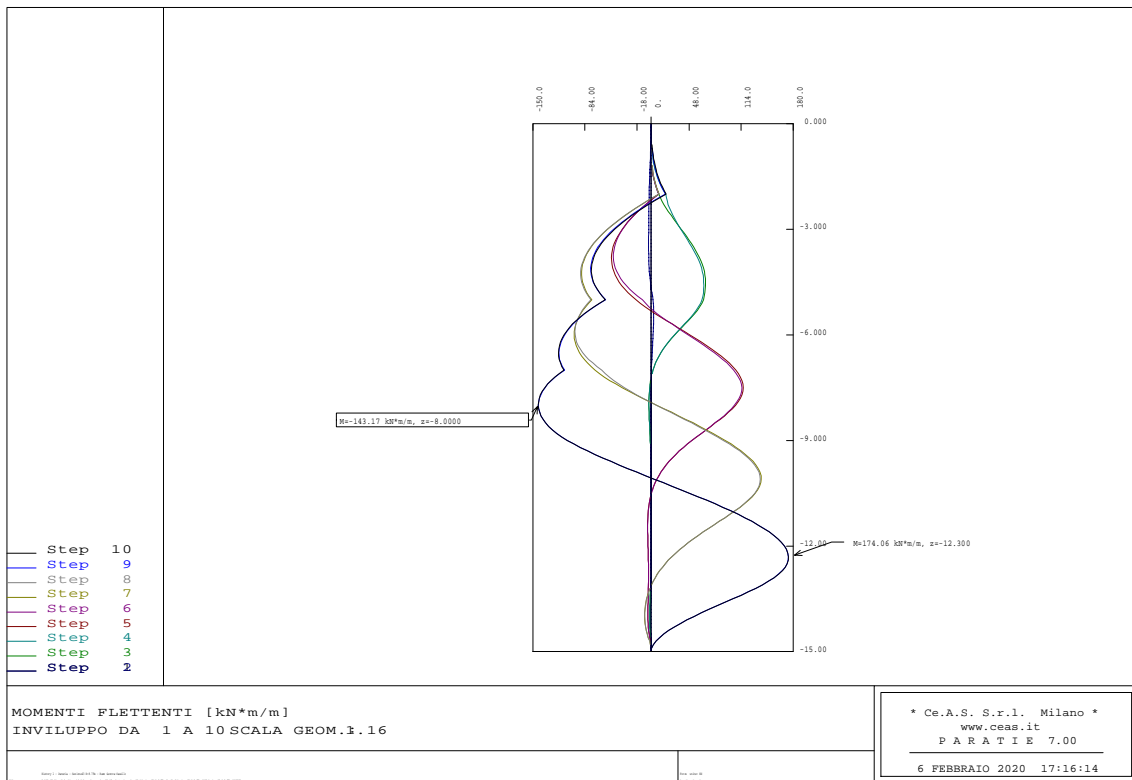 -150.0
-84.00
-18.00
0.
48.00
114.0
180.0
0.000
-3.000
-6.000
-9.000
-12.00
-15.00
M=-143.17 kN*m/m, z=-8.0000
M=174.06 kN*m/m, z=-12.300
Step 10
Step 9
Step 8
Step 7
Step 6
Step 5
Step 4
Step 3
Step
MOMENTI FLETTENTI [kN*m/m]
INVILUPPO DA 1 A 10 SCALA GEOM.
* Ce.A.S. S.r.l. Milano *
www.ceas.it
P A R A T I E 7.00
6 FEBBRAIO 2020 17:16:14